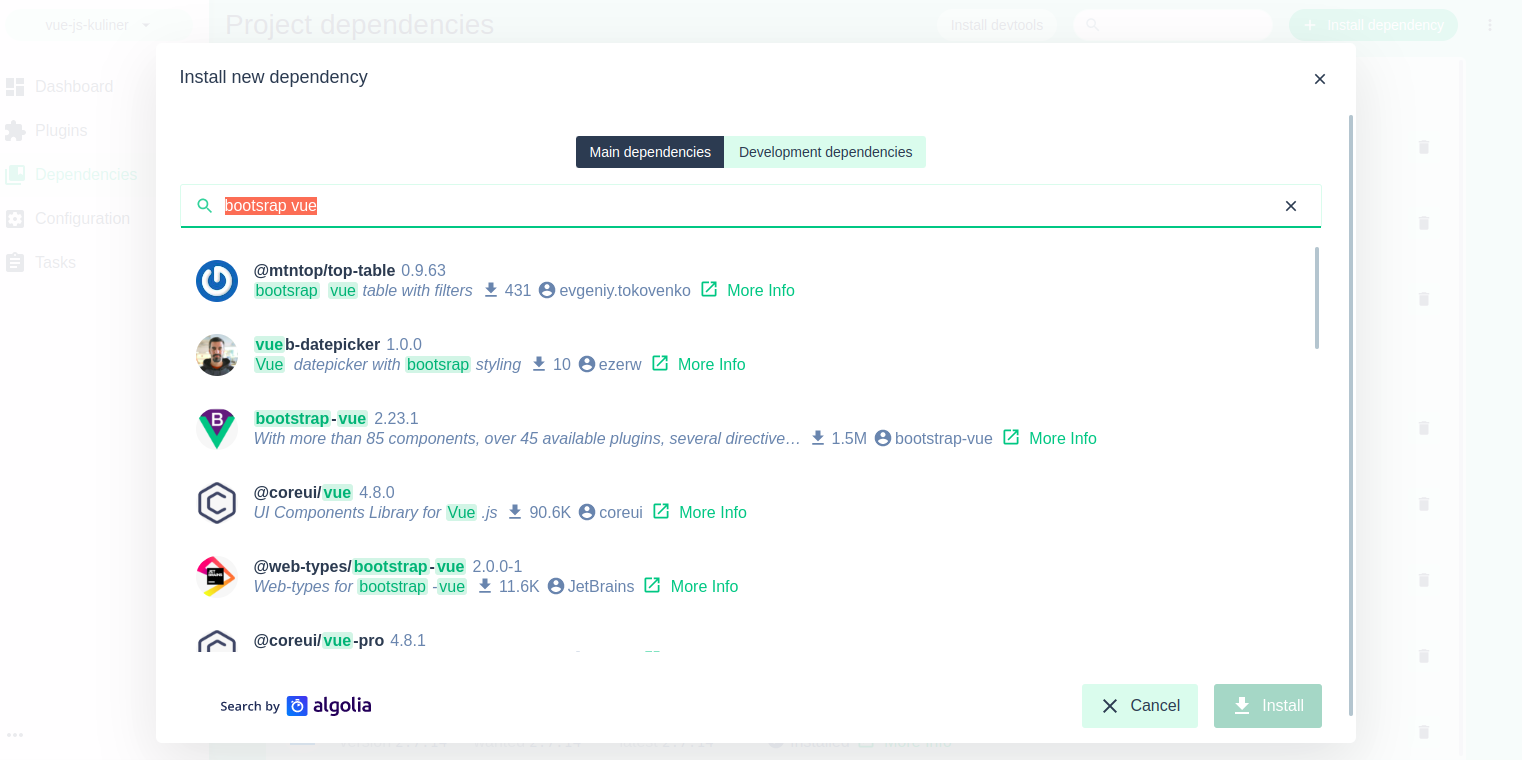 vue-js-kuliner
Project dependencies
Install devtools
Install dependency
Install new dependency
Dashboard
Plugins
Dependencies
Configuration
Tasks
Main dependencies
Development dependencies
bootsrap vue
@mtntop/top-table 0.9.63
bootsrap vue table with filters 431 evgeniy.tokovenko More Info
vueb-datepicker 1.0.0
Vue datepicker with bootsrap styling 10 ezerw More Info
bootstrap-vue 2.23.1
With more than 85 components, over 45 available plugins, several directive… 1.5M bootstrap-vue More Info
@coreui/vue 4.8.0
UI Components Library for Vue .js 90.6K coreui More Info
@web-types/bootstrap-vue 2.0.0-1
Web-types for bootstrap -vue 11.6K JetBrains More Info
@coreui/vue-pro 4.8.1
Search by algolia
Cancel
Install
More Info